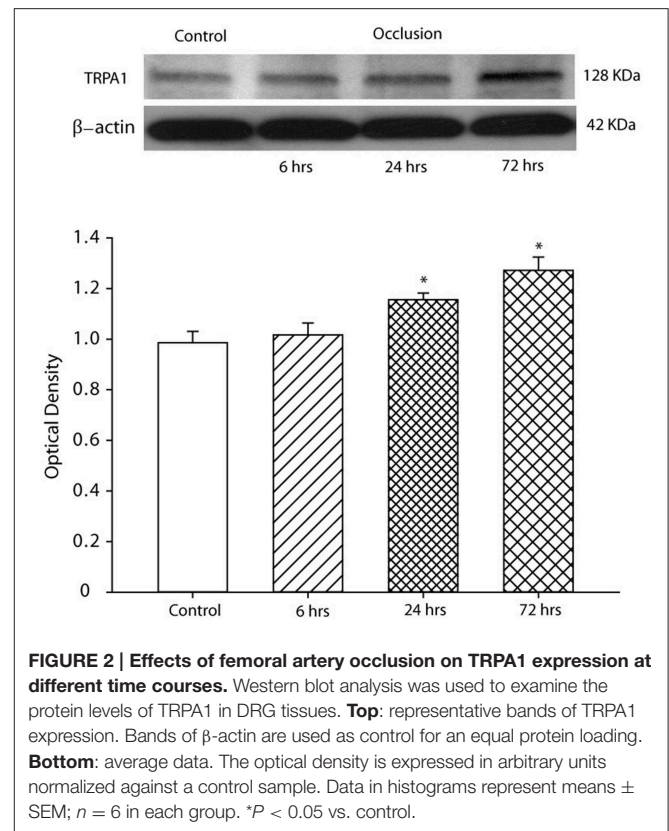 Control Occlusion
TRPA1 128 KDa
β–actin 42 KDa
6 hrs 24 hrs 72 hrs
1.4
1.2
1.0
0.8
0.6
0.4
0.2
0
Optical Density
* *
Control 6 hrs 24 hrs 72 hrs
FIGURE 2 | Effects of femoral artery occlusion on TRPA1 expression at
different time courses. Western blot analysis was used to examine the
protein levels of TRPA1 in DRG tissues. Top: representative bands of TRPA1
expression. Bands of β-actin are used as control for an equal protein loading.
Bottom: average data. The optical density is expressed in arbitrary units
normalized against a control sample. Data in histograms represent means ±
SEM; n = 6 in each group. *P < 0.05 vs. control.